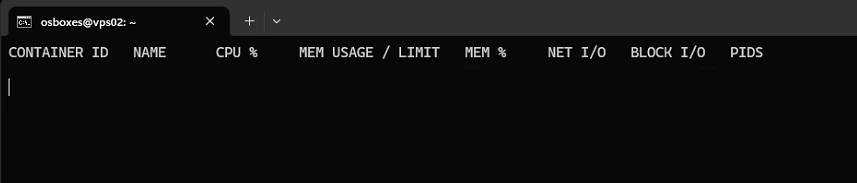 osboxes@vps02: ~
CONTAINER ID NAME CPU % MEM USAGE / LIMIT MEM % NET I/O BLOCK I/O PIDS